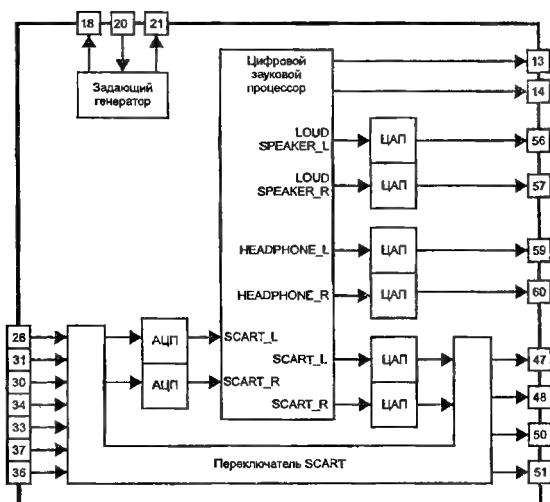 18 20 21
Задающий
генератор
Цифровой
звуковой
процессор
13
14
LOUD
SPEAKER_L
ЦАП
56
LOUD
SPEAKER_R
ЦАП
57
HEADPHONE_L
ЦАП
59
HEADPHONE_R
ЦАП
60
28
АЦП
SCART_L
31
SCART_L
ЦАП
47
30
АЦП
SCART_R
34
SCART_R
ЦАП
48
33
50
37
Переключатель SCART
36
51